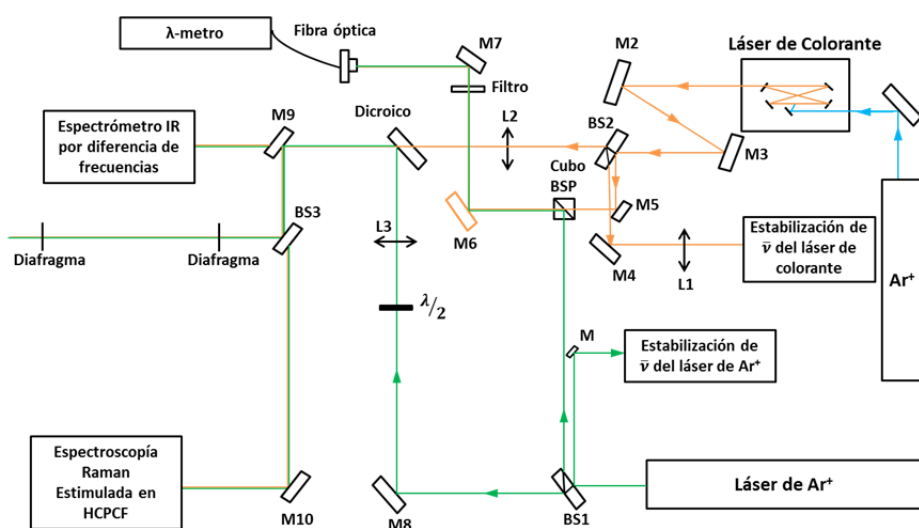 λ-metro
Fibra óptica
M7
Filtro
M2
Láser de Colorante
M9
Espectrómetro IR
por diferencia de
frecuencias
Dicroico
L2
BS2
M3
Cubo
BSP
M5
BS3
M6
Diafragma
Diafragma
L3
M4
L1
Estabilización de
ν̅ del láser de
colorante
Ar⁺
λ/2
M
Estabilización de
ν̅ del láser de Ar⁺
Espectroscopía
Raman
Estimulada en
HCPCF
M10
M8
BS1
Láser de Ar⁺